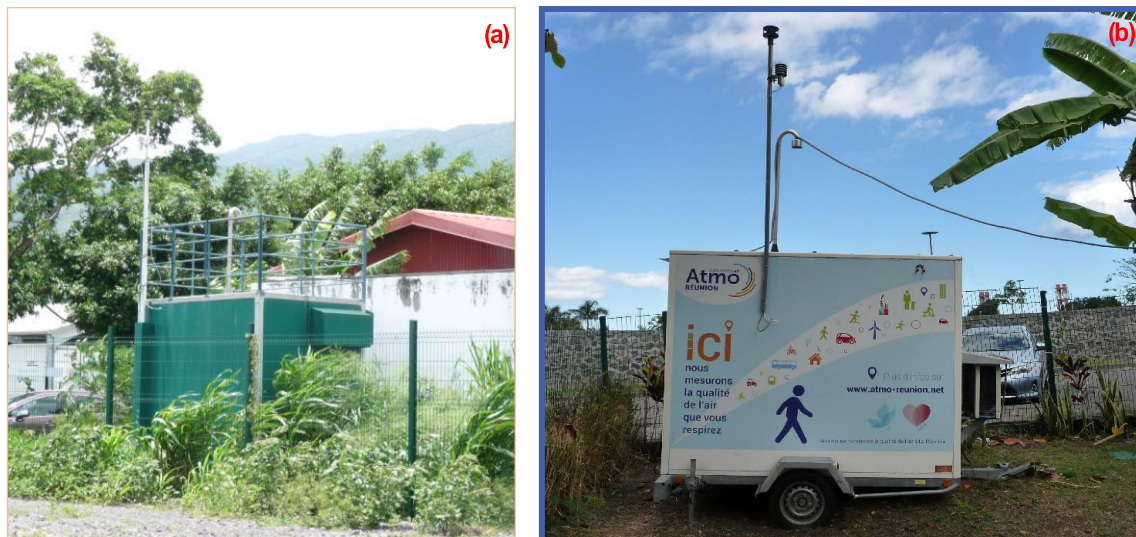 (a)
(b)
Atmo
RÉUNION
ici
nous
mesurons
la qualité
de l'air
que vous
respirez
Plus d'infos sur
www.atmo-reunion.net